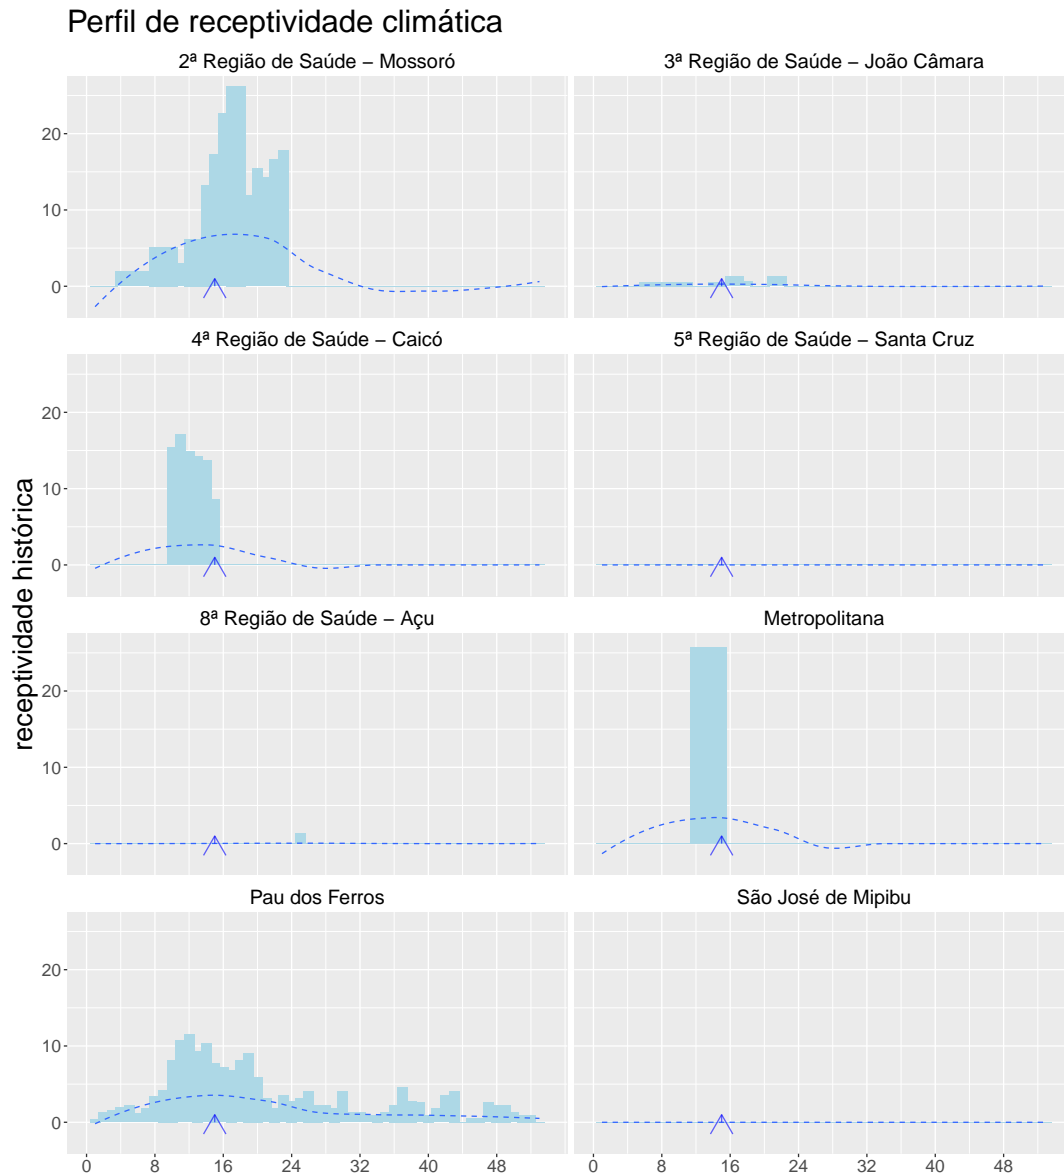 Perfil de receptividade climática
2ª Região de Saúde – Mossoró
3ª Região de Saúde – João Câmara
20
10
0
4ª Região de Saúde – Caicó
5ª Região de Saúde – Santa Cruz
20
10
0
receptividade histórica
8ª Região de Saúde – Açu
Metropolitana
20
10
0
Pau dos Ferros
São José de Mipibu
20
10
0
0 8 16 24 32 40 48
0 8 16 24 32 40 48